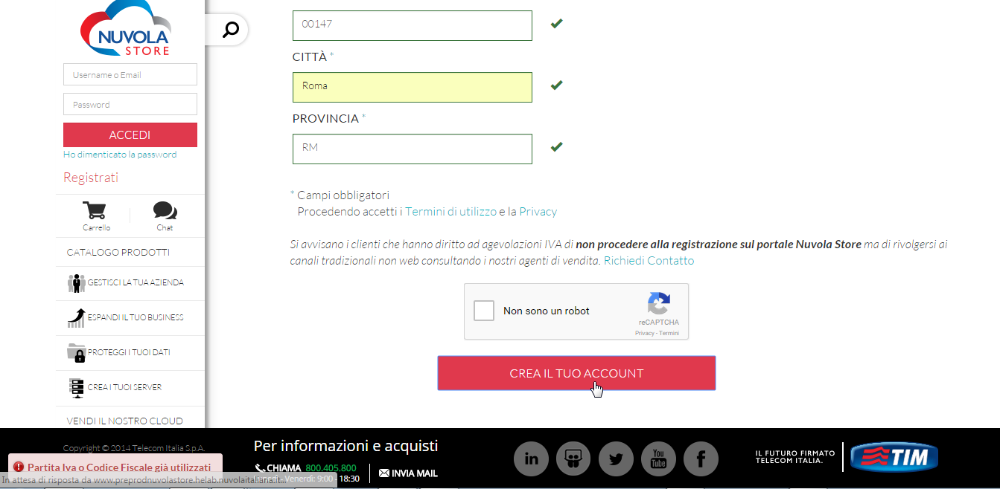 NUVOLA
STORE
Username o Email
Password
ACCEDI
Ho dimenticato la password
Registrati
Carrello
Chat
CATALOGO PRODOTTI
GESTISCI LA TUA AZIENDA
ESPANDI IL TUO BUSINESS
PROTEGGI I TUOI DATI
CREA I TUOI SERVER
VENDI IL NOSTRO CLOUD
00147
CITTÀ *
Roma
PROVINCIA *
RM
* Campi obbligatori
Procedendo accetti i Termini di utilizzo e la Privacy
Si avvisano i clienti che hanno diritto ad agevolazioni IVA di non procedere alla registrazione sul portale Nuvola Store ma di rivolgersi ai
canali tradizionali non web consultando i nostri agenti di vendita. Richiedi Contatto
Non sono un robot
reCAPTCHA
Privacy - Termini
CREA IL TUO ACCOUNT
Copyright © 2014 Telecom Italia S.p.A.
Partita Iva o Codice Fiscale già utilizzati
In attesa di risposta da www.preprodnuvolastore.helab.nuvolaitaliana.it...
Per informazioni e acquisti
CHIAMA 800.405.800
Lunedì - Venerdì: 9:00 - 18:30
INVIA MAIL
in
You
Tube
f
IL FUTURO FIRMATO
TELECOM ITALIA.
TIM